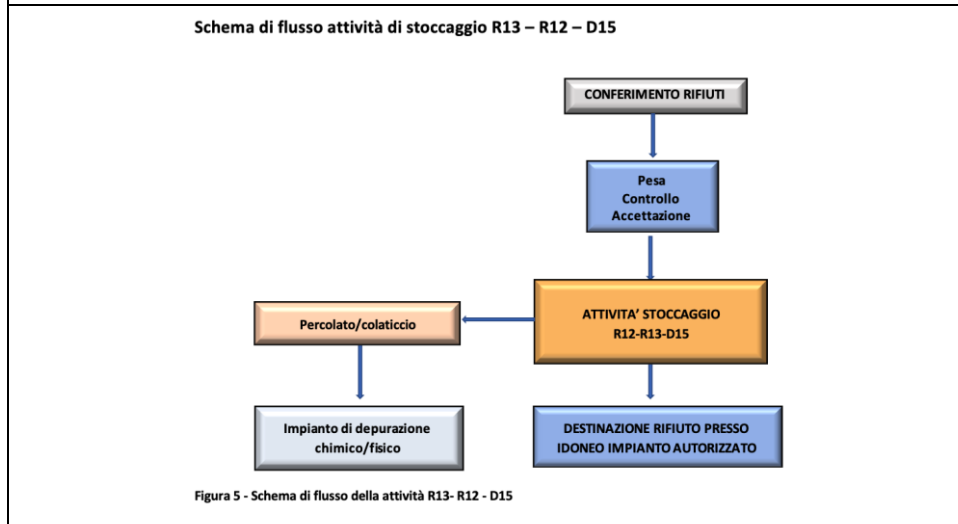 Schema di flusso attività di stoccaggio R13 – R12 – D15
CONFERIMENTO RIFIUTI
Pesa
Controllo
Accettazione
ATTIVITA’ STOCCAGGIO
R12-R13-D15
Percolato/colaticcio
Impianto di depurazione
chimico/fisico
DESTINAZIONE RIFIUTO PRESSO
IDONEO IMPIANTO AUTORIZZATO
Figura 5 - Schema di flusso della attività R13- R12 - D15